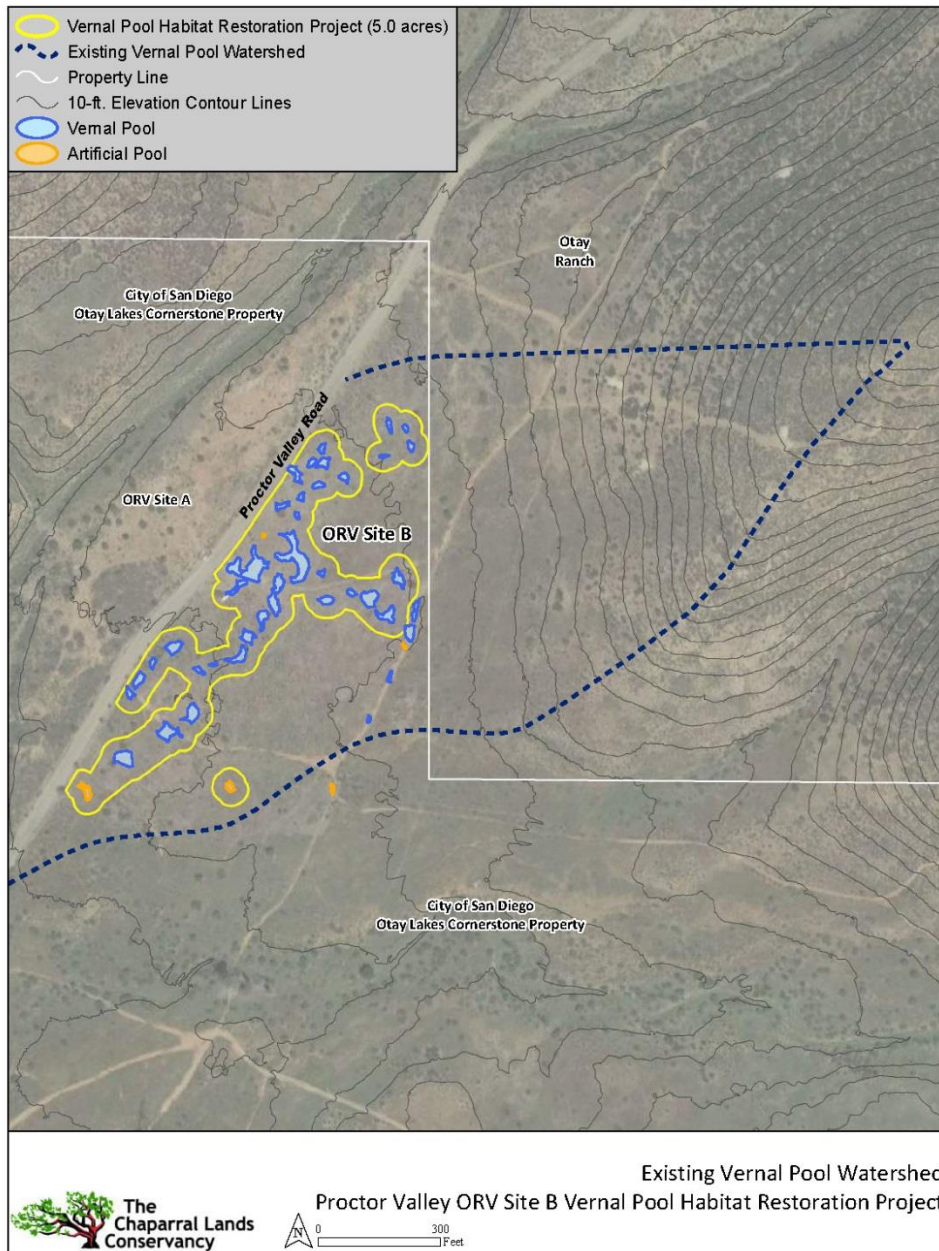 Vernal Pool Habitat Restoration Project (5.0 acres)
Existing Vernal Pool Watershed
Property Line
10-ft. Elevation Contour Lines
Vernal Pool
Artificial Pool
Otay
Ranch
City of San Diego
Otay Lakes Cornerstone Property
Proctor Valley Road
ORV Site A
ORV Site B
City of San Diego
Otay Lakes Cornerstone Property
Existing Vernal Pool Watershed
Proctor Valley ORV Site B Vernal Pool Habitat Restoration Project
The
Chaparral Lands
Conservancy
N
0 300
Feet